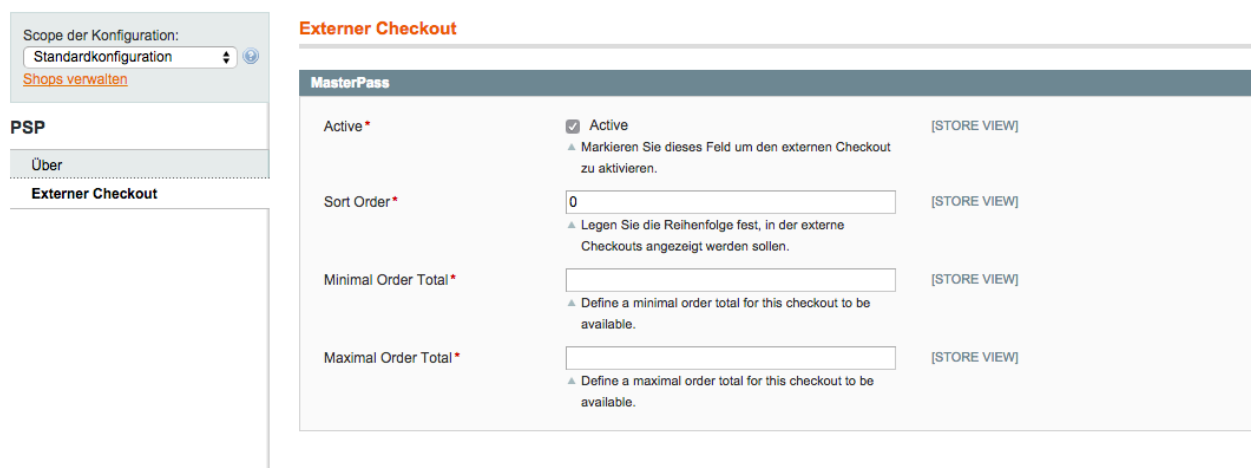 Scope der Konfiguration:
Standardkonfiguration
Shops verwalten
PSP
Über
Externer Checkout
Externer Checkout
MasterPass
Active* Active [STORE VIEW]
Markieren Sie dieses Feld um den externen Checkout
zu aktivieren.
Sort Order* 0 [STORE VIEW]
Legen Sie die Reihenfolge fest, in der externe
Checkouts angezeigt werden sollen.
Minimal Order Total* [STORE VIEW]
Define a minimal order total for this checkout to be
available.
Maximal Order Total* [STORE VIEW]
Define a maximal order total for this checkout to be
available.